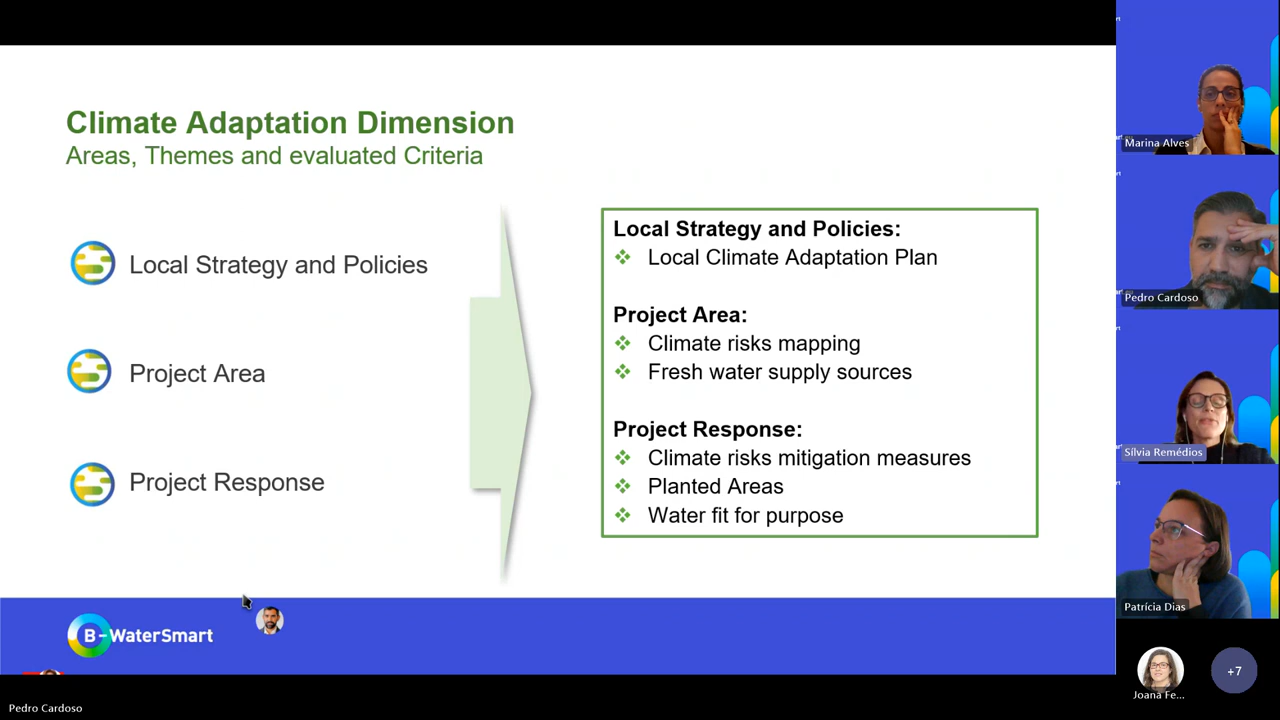 Climate Adaptation Dimension
Areas, Themes and evaluated Criteria
Local Strategy and Policies
Project Area
Project Response
Local Strategy and Policies:
Local Climate Adaptation Plan
Project Area:
Climate risks mapping
Fresh water supply sources
Project Response:
Climate risks mitigation measures
Planted Areas
Water fit for purpose
B-WaterSmart
Pedro Cardoso
Marina Alves
Pedro Cardoso
Sílvia Remédios
Patrícia Dias
Joana Fe...
+7